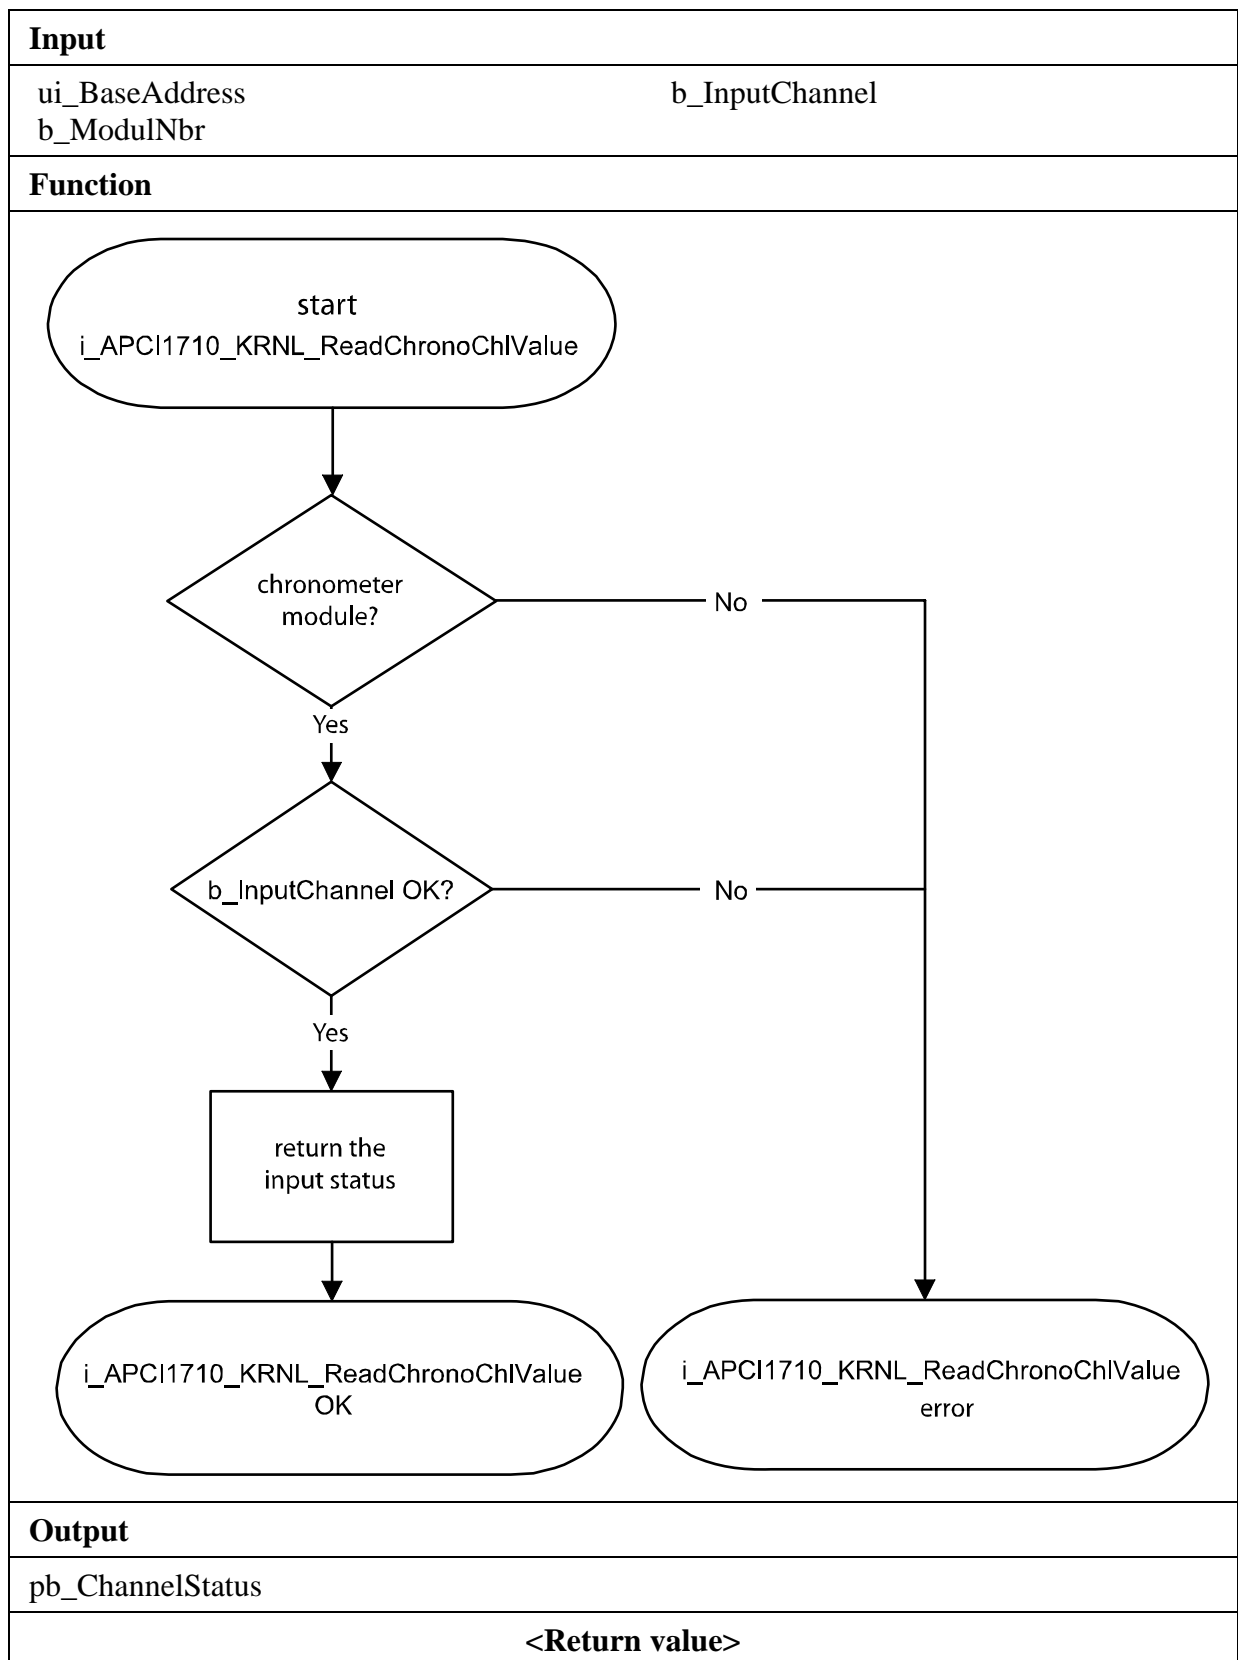 Input
ui_BaseAddress b_InputChannel
b_ModulNbr
Function
start
i_APCI1710_KRNL_ReadChronoChlValue
chronometer
module?
No
Yes
b_InputChannel OK?
No
Yes
return the
input status
i_APCI1710_KRNL_ReadChronoChlValue
OK
i_APCI1710_KRNL_ReadChronoChlValue
error
Output
pb_ChannelStatus
<Return value>